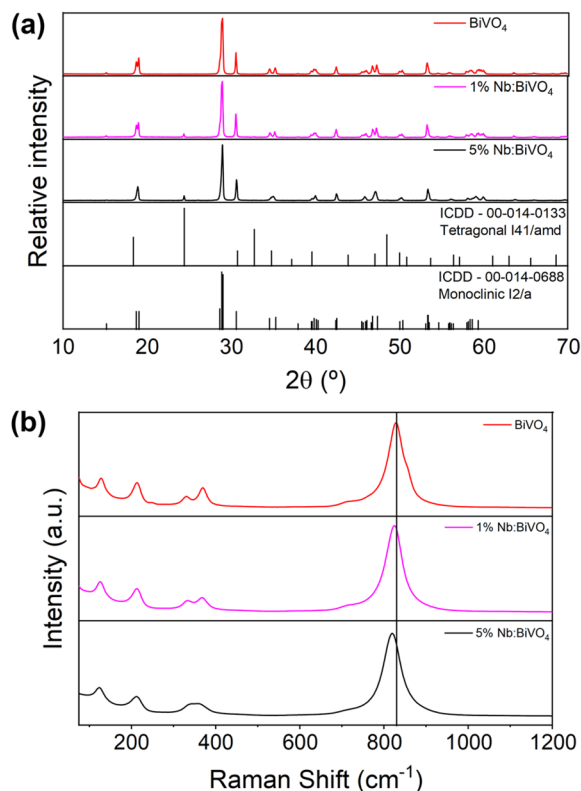 (a)
BiVO₄
1% Nb:BiVO₄
5% Nb:BiVO₄
ICDD - 00-014-0133
Tetragonal I41/amd
ICDD - 00-014-0688
Monoclinic I2/a
Relative intensity
10 20 30 40 50 60 70
2θ (º)
(b)
BiVO₄
1% Nb:BiVO₄
5% Nb:BiVO₄
Intensity (a.u.)
200 400 600 800 1000 1200
Raman Shift (cm⁻¹)